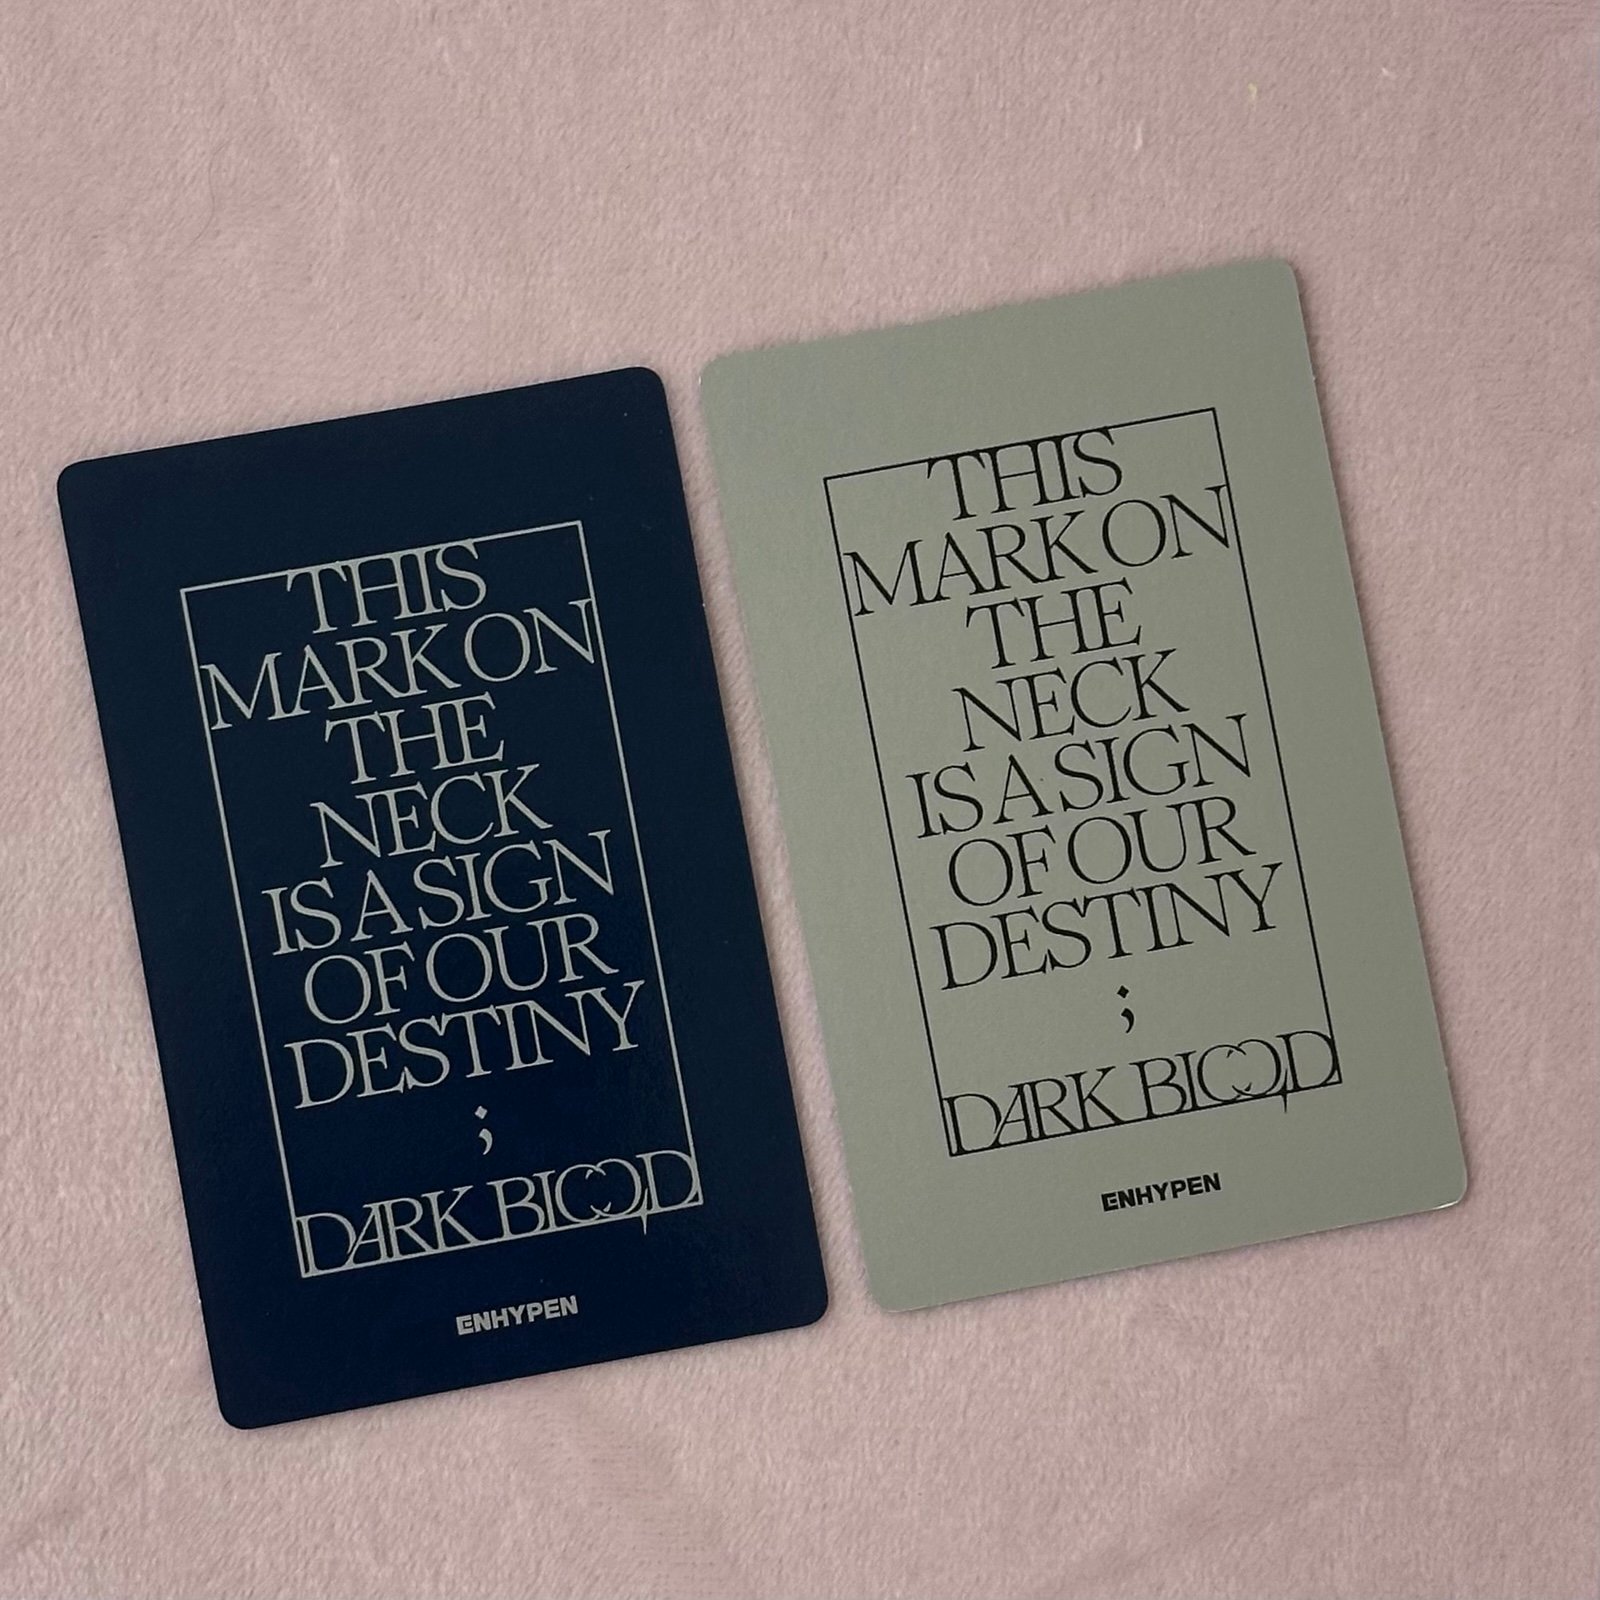 THIS
MARK ON
THE
NECK
IS A SIGN
OF OUR
DESTINY
;
DARK BLOOD
ENHYPEN
THIS
MARK ON
THE
NECK
IS A SIGN
OF OUR
DESTINY
;
DARK BLOOD
ENHYPEN